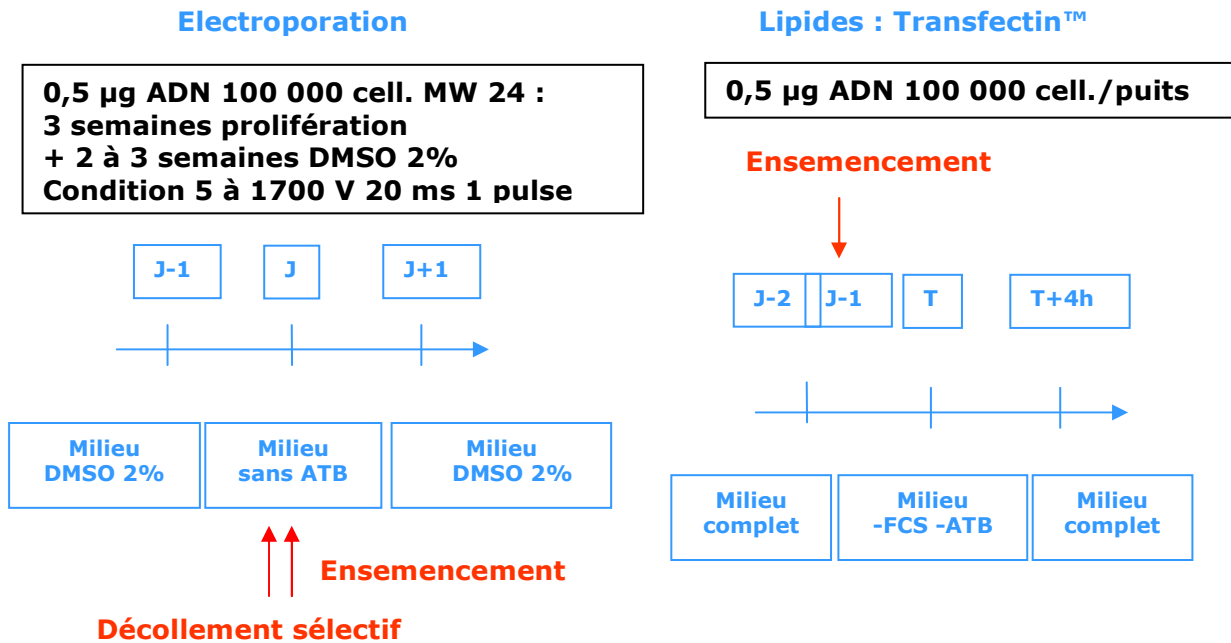 Electroporation
0,5 µg ADN 100 000 cell. MW 24 :
3 semaines prolifération
+ 2 à 3 semaines DMSO 2%
Condition 5 à 1700 V 20 ms 1 pulse
J-1
J
J+1
Milieu
DMSO 2%
Milieu
sans ATB
Milieu
DMSO 2%
Ensemencement
Décollement sélectif
Lipides : Transfectin™
0,5 µg ADN 100 000 cell./puits
Ensemencement
J-2
J-1
T
T+4h
Milieu
complet
Milieu
-FCS -ATB
Milieu
complet